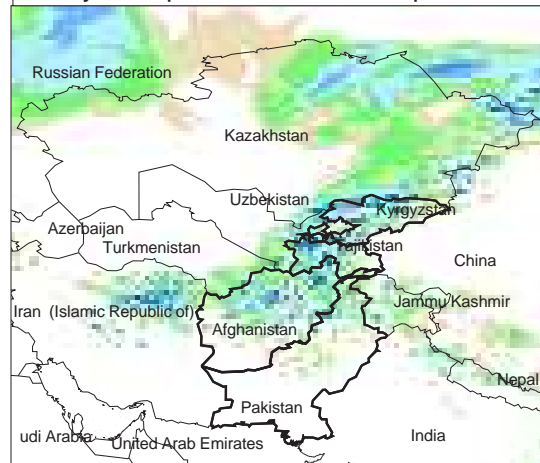 Russian Federation
Kazakhstan
Uzbekistan
Kyrgyzstan
Azerbaijan
Turkmenistan
Tajikistan
China
Jammu/Kashmir
Iran (Islamic Republic of)
Afghanistan
Nepal
Pakistan
udi Arabia
United Arab Emirates
India